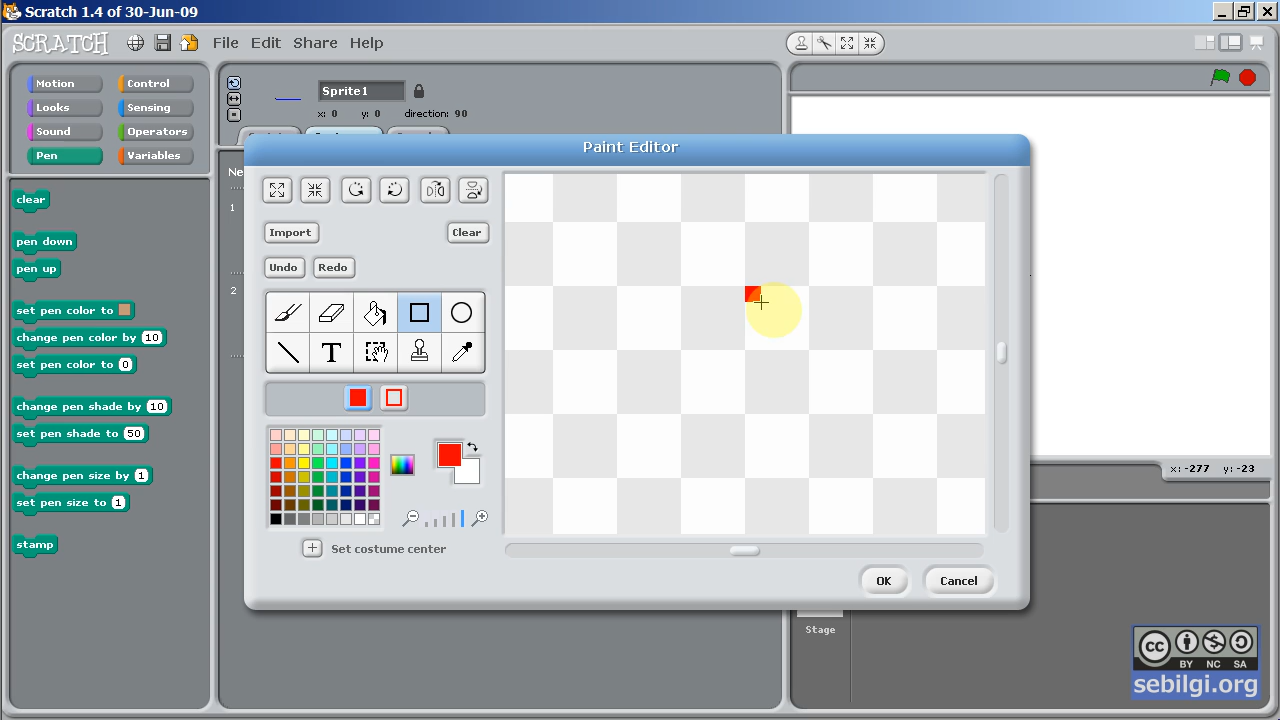 Scratch 1.4 of 30-Jun-09
SCRATCH File Edit Share Help
Motion Control
Looks Sensing
Sound Operators
Pen Variables
clear
pen down
pen up
set pen color to
change pen color by 10
set pen color to 0
change pen shade by 10
set pen shade to 50
change pen size by 1
set pen size to 1
stamp
Sprite1
x: 0 y: 0 direction: 90
Ne
1
2
Paint Editor
Import Clear
Undo Redo
T
Set costume center
OK Cancel
x: -277 y: -23
Stage
cc
BY NC SA
sebilgi.org